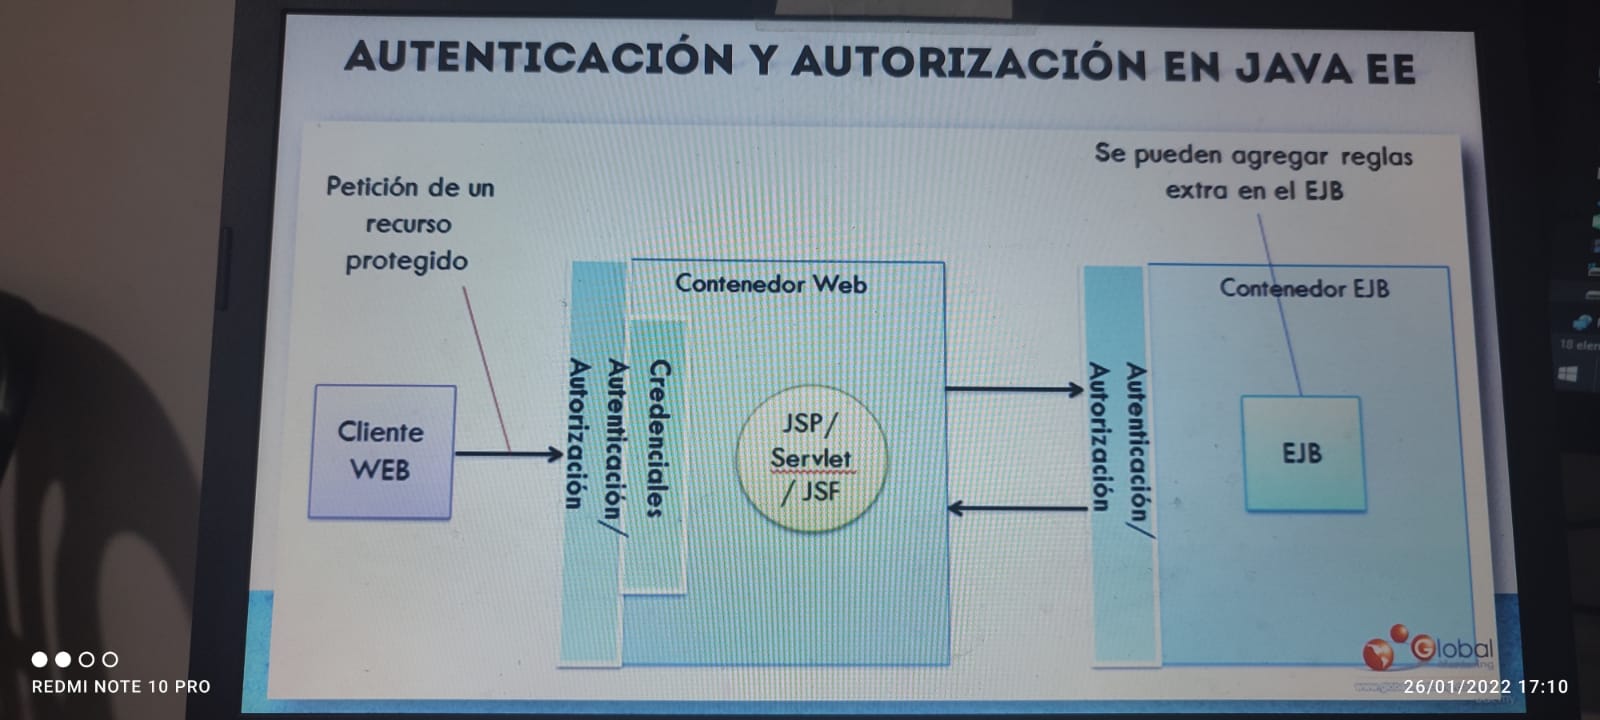 AUTENTICACIÓN Y AUTORIZACIÓN EN JAVA EE
Petición de un
recurso
protegido
Se pueden agregar reglas
extra en el EJB
Contenedor Web
Contenedor EJB
Cliente
WEB
Autenticación/
Autorización
Credenciales
JSP/
Servlet
/ JSF
Autenticación/
Autorización
EJB
Global
18 elem
REDMI NOTE 10 PRO
26/01/2022 17:10